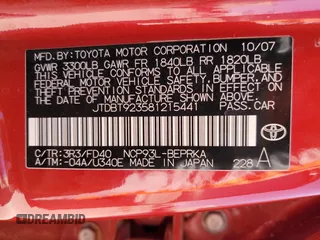 MFD. BY: TOYOTA MOTOR CORPORATION 10/07
GVWR 3300LB GAWR FR 1840LB RR 1820LB
THIS VEHICLE CONFORMS TO ALL APPLICABLE
FEDERAL MOTOR VEHICLE SAFETY, BUMPER, AND
THEFT PREVENTION STANDARDS IN EFFECT ON
THE DATE OF MANUFACTURE SHOWN ABOVE.
JTDBT923581215441 PASS.CAR
C/TR: 3R3/FD40 NCP93L-BEPRKA
A/TM: -04A/U340E MADE IN JAPAN 228 A
TOYOTA
DREAMBID